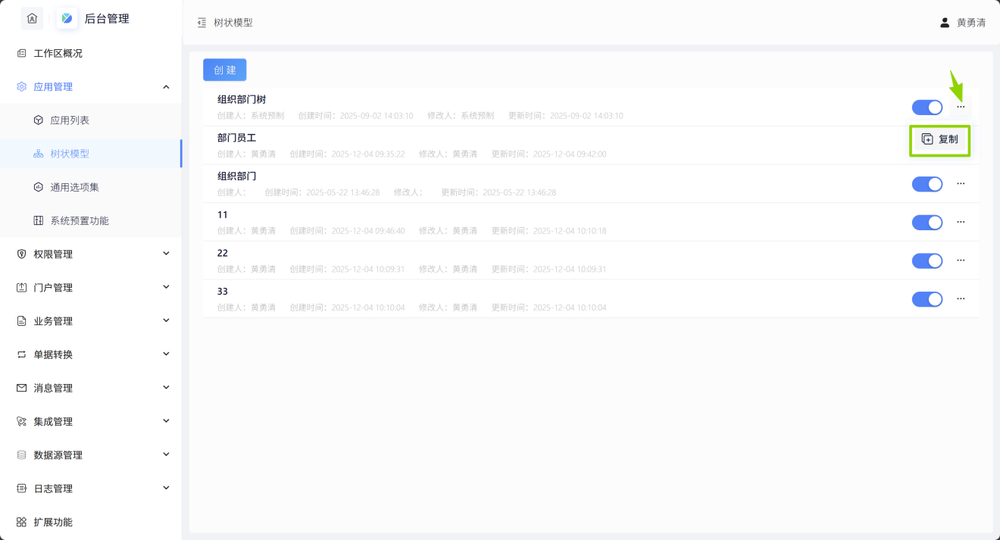 后台管理
树状模型
黄勇清
工作区概况
应用管理
应用列表
树状模型
通用选项集
系统预置功能
权限管理
门户管理
业务管理
单据转换
消息管理
集成管理
数据源管理
日志管理
扩展功能
创 建
组织部门树
创建人：系统预制 创建时间：2025-09-02 14:03:10 修改人：系统预制 更新时间：2025-09-02 14:03:10
复制
部门员工
创建人：黄勇清 创建时间：2025-12-04 09:35:22 修改人：黄勇清 更新时间：2025-12-04 09:42:00
组织部门
创建人： 创建时间：2025-05-22 13:46:28 修改人： 更新时间：2025-05-22 13:46:28
11
创建人：黄勇清 创建时间：2025-12-04 09:46:40 修改人：黄勇清 更新时间：2025-12-04 10:10:18
22
创建人：黄勇清 创建时间：2025-12-04 10:09:31 修改人：黄勇清 更新时间：2025-12-04 10:09:31
33
创建人：黄勇清 创建时间：2025-12-04 10:10:04 修改人：黄勇清 更新时间：2025-12-04 10:10:04